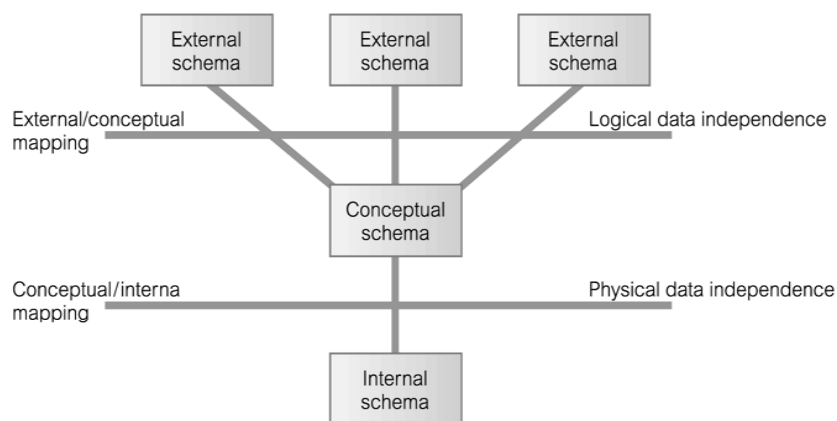 External
schema
External
schema
External
schema
External/conceptual
mapping
Logical data independence
Conceptual
schema
Conceptual/interna
mapping
Physical data independence
Internal
schema